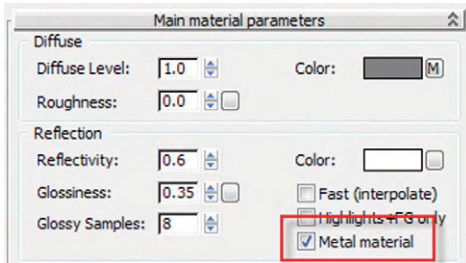 Main material parameters
Diffuse
Diffuse Level: 1.0 Color: M
Roughness: 0.0
Reflection
Reflectivity: 0.6 Color:
Glossiness: 0.35 Fast (interpolate)
Glossy Samples: 8 Highlights+FG only
Metal material